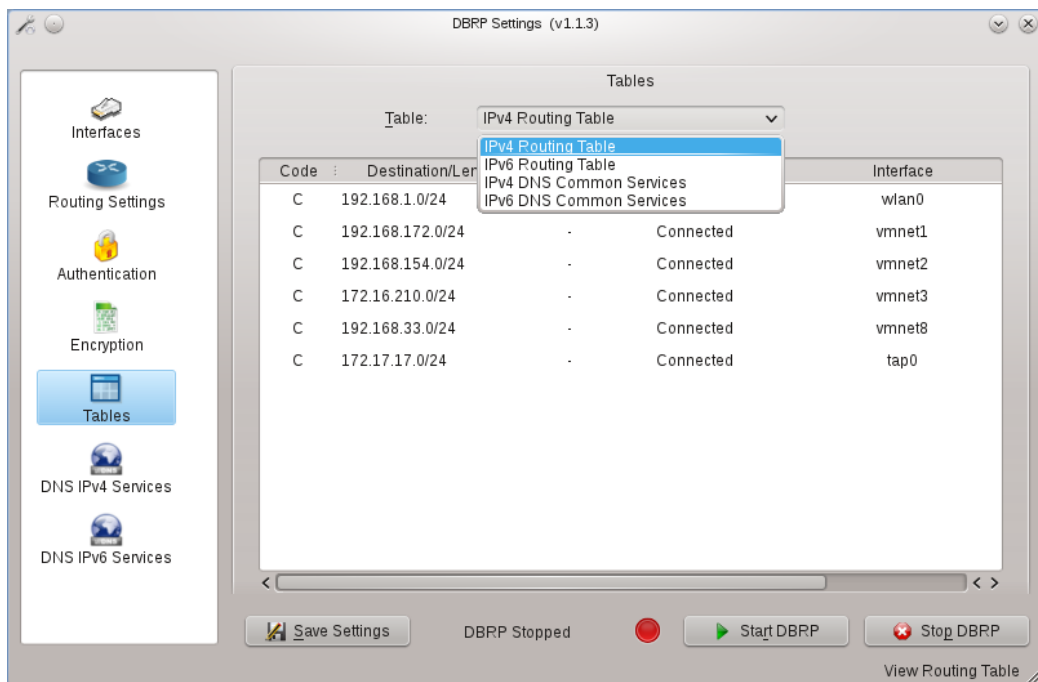 DBRP Settings (v1.1.3)
Interfaces
Routing Settings
Authentication
Encryption
Tables
DNS IPv4 Services
DNS IPv6 Services
Tables
Table: IPv4 Routing Table
IPv4 Routing Table
IPv6 Routing Table
IPv4 DNS Common Services
IPv6 DNS Common Services
Code Destination/Ler Interface
C 192.168.1.0/24 wlan0
C 192.168.172.0/24 - Connected vmnet1
C 192.168.154.0/24 - Connected vmnet2
C 172.16.210.0/24 - Connected vmnet3
C 192.168.33.0/24 - Connected vmnet8
C 172.17.17.0/24 - Connected tap0
Save Settings DBRP Stopped Start DBRP Stop DBRP
View Routing Table